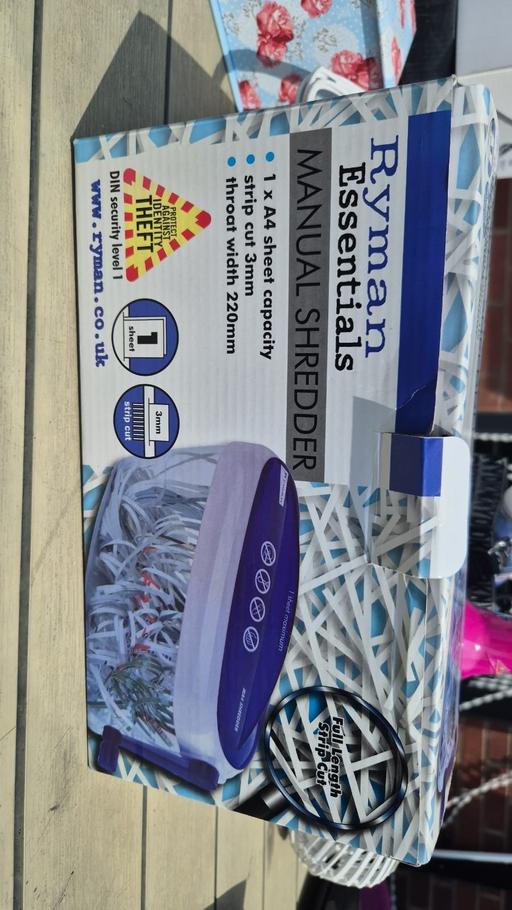 Ryman
Essentials
MANUAL SHREDDER
1 x A4 sheet capacity
strip cut 3mm
throat width 220mm
PROTECT
AGAINST
IDENTITY
THEFT
DIN security level 1
www.ryman.co.uk
1
sheet
3mm
strip cut
1 sheet maximum
Full Length
Strip Cut